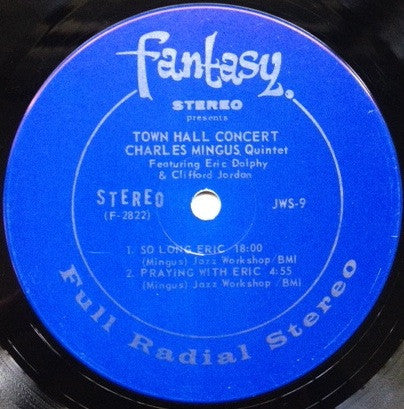 fantasy.
STEREO
presents
TOWN HALL CONCERT
CHARLES MINGUS Quintet
Featuring Eric Dolphy
& Clifford Jordan
STEREO
(F-2822)
JWS-9
1. SO LONG ERIC 18:00
(Mingus) Jazz Workshop/BMI
2. PRAYING WITH ERIC 4:55
(Mingus) Jazz Workshop/BMI
Full Radial Stereo